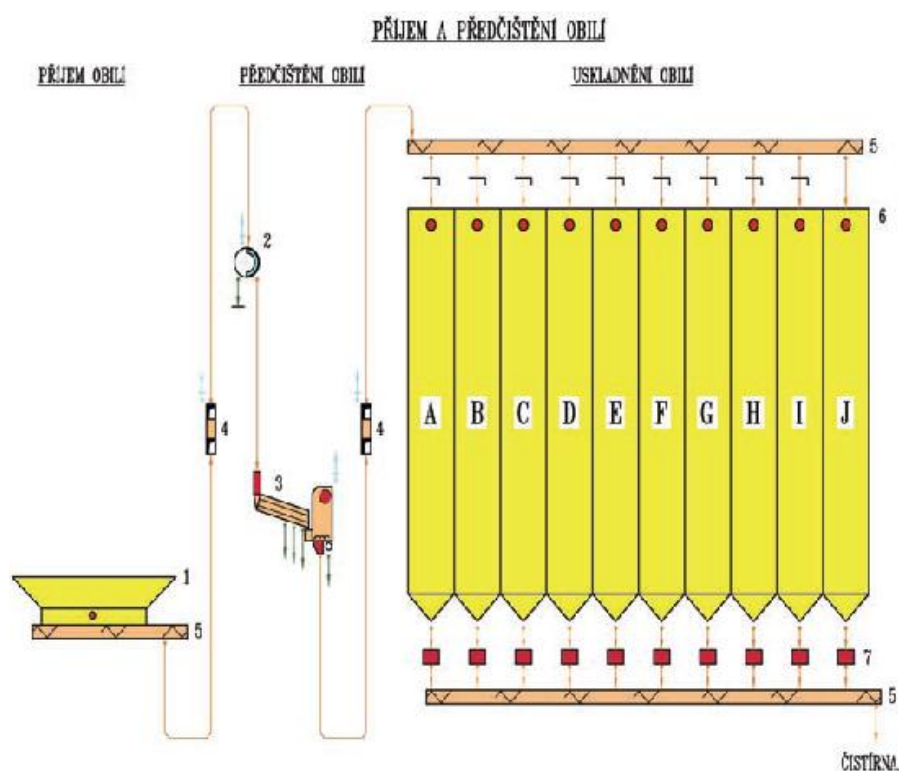 PŘÍJEM A PŘEDČIŠTĚNÍ OBILÍ
PŘÍJEM OBILÍ
PŘEDČIŠTĚNÍ OBILÍ
USKLADNĚNÍ OBILÍ
5
6
2
A B C D E F G H I J
4
4
3
1
5
7
5
ČISTÍRNA